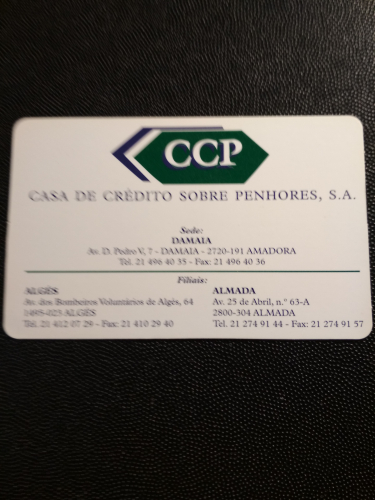 CCP
CASA DE CRÉDITO SOBRE PENHORES, S.A.
Sede:
DAMAIA
Av. D. Pedro V, 7 - DAMAIA - 2720-191 AMADORA
Tel. 21 496 40 35 - Fax: 21 496 40 36
Filiais:
ALGÉS
Av. dos Bombeiros Voluntários de Algés, 64
1495-023 ALGÉS
Tel. 21 412 07 29 - Fax: 21 410 29 40
ALMADA
Av. 25 de Abril, n.º 63-A
2800-304 ALMADA
Tel. 21 274 91 44 - Fax: 21 274 91 57